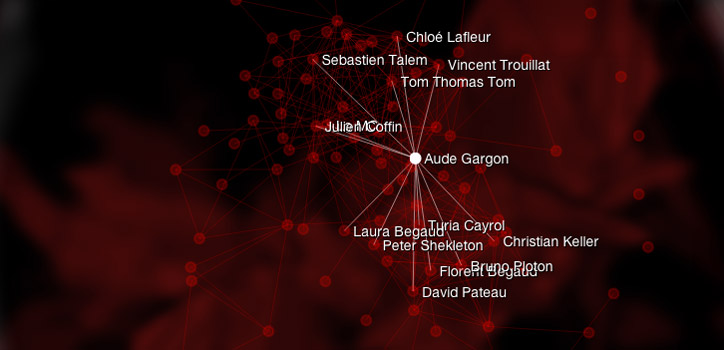 Chloé Lafleur
Sebastien Talem
Vincent Trouillat
Tom Thomas Tom
Julien Coffin
Aude Gargon
Turia Cayrol
Laura Begaud
Christian Keller
Peter Shekleton
Bruno Ploton
Florent Begaud
David Pateau